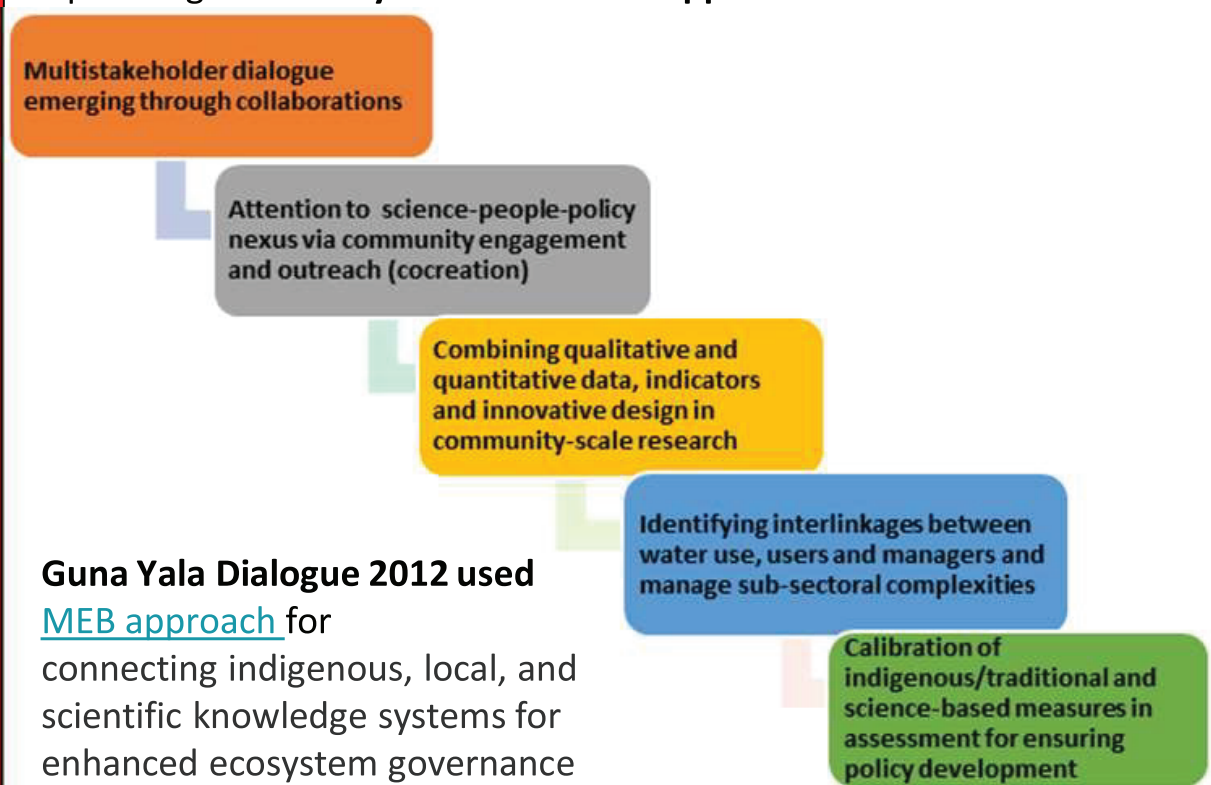 Multistakeholder dialogue
emerging through collaborations
Attention to science-people-policy
nexus via community engagement
and outreach (cocreation)
Combining qualitative and
quantitative data, indicators
and innovative design in
community-scale research
Identifying interlinkages between
water use, users and managers and
manage sub-sectoral complexities
Calibration of
indigenous/traditional and
science-based measures in
assessment for ensuring
policy development
Guna Yala Dialogue 2012 used
MEB approach for
connecting indigenous, local, and
scientific knowledge systems for
enhanced ecosystem governance